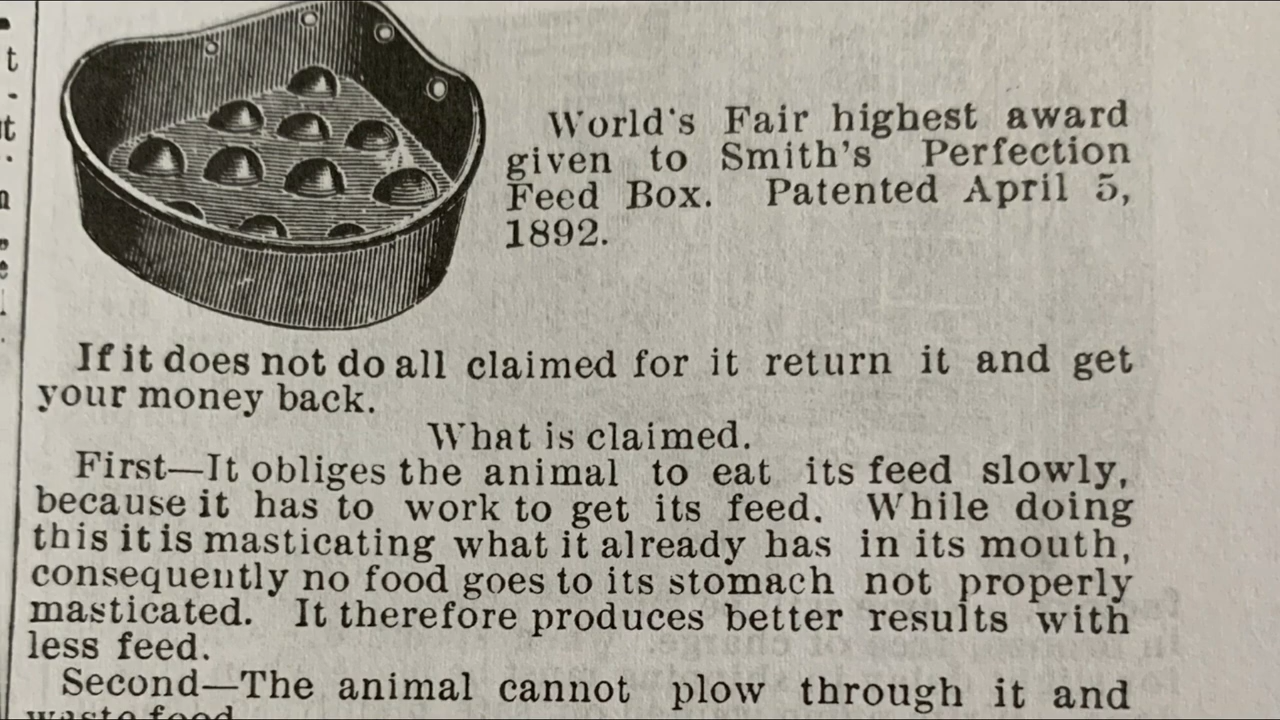 World's Fair highest award
given to Smith's Perfection
Feed Box. Patented April 5,
1892.
If it does not do all claimed for it return it and get
your money back.
What is claimed.
First—It obliges the animal to eat its feed slowly,
because it has to work to get its feed. While doing
this it is masticating what it already has in its mouth,
consequently no food goes to its stomach not properly
masticated. It therefore produces better results with
less feed.
Second—The animal cannot plow through it and
waste food